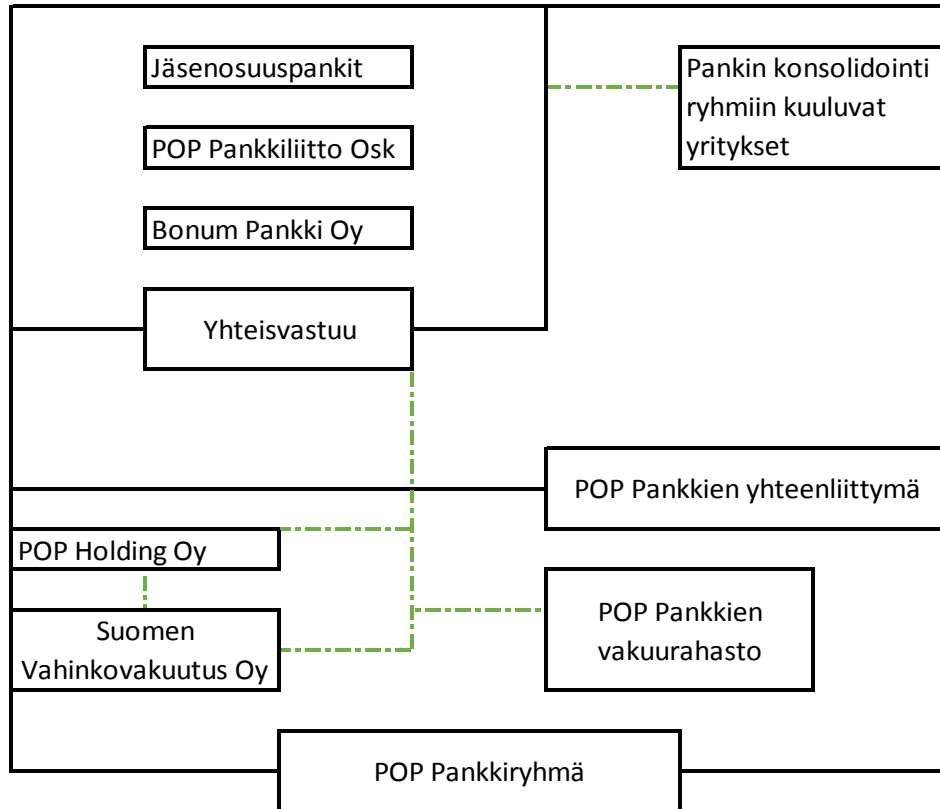 Jäsenosuuspankit
Pankin konsolidointi
ryhmiin kuuluvat
yritykset
POP Pankkiliitto Osk
Bonum Pankki Oy
Yhteisvastuu
POP Pankkien yhteenliittymä
POP Holding Oy
Suomen
Vahinkovakuutus Oy
POP Pankkien
vakuurahasto
POP Pankkiryhmä